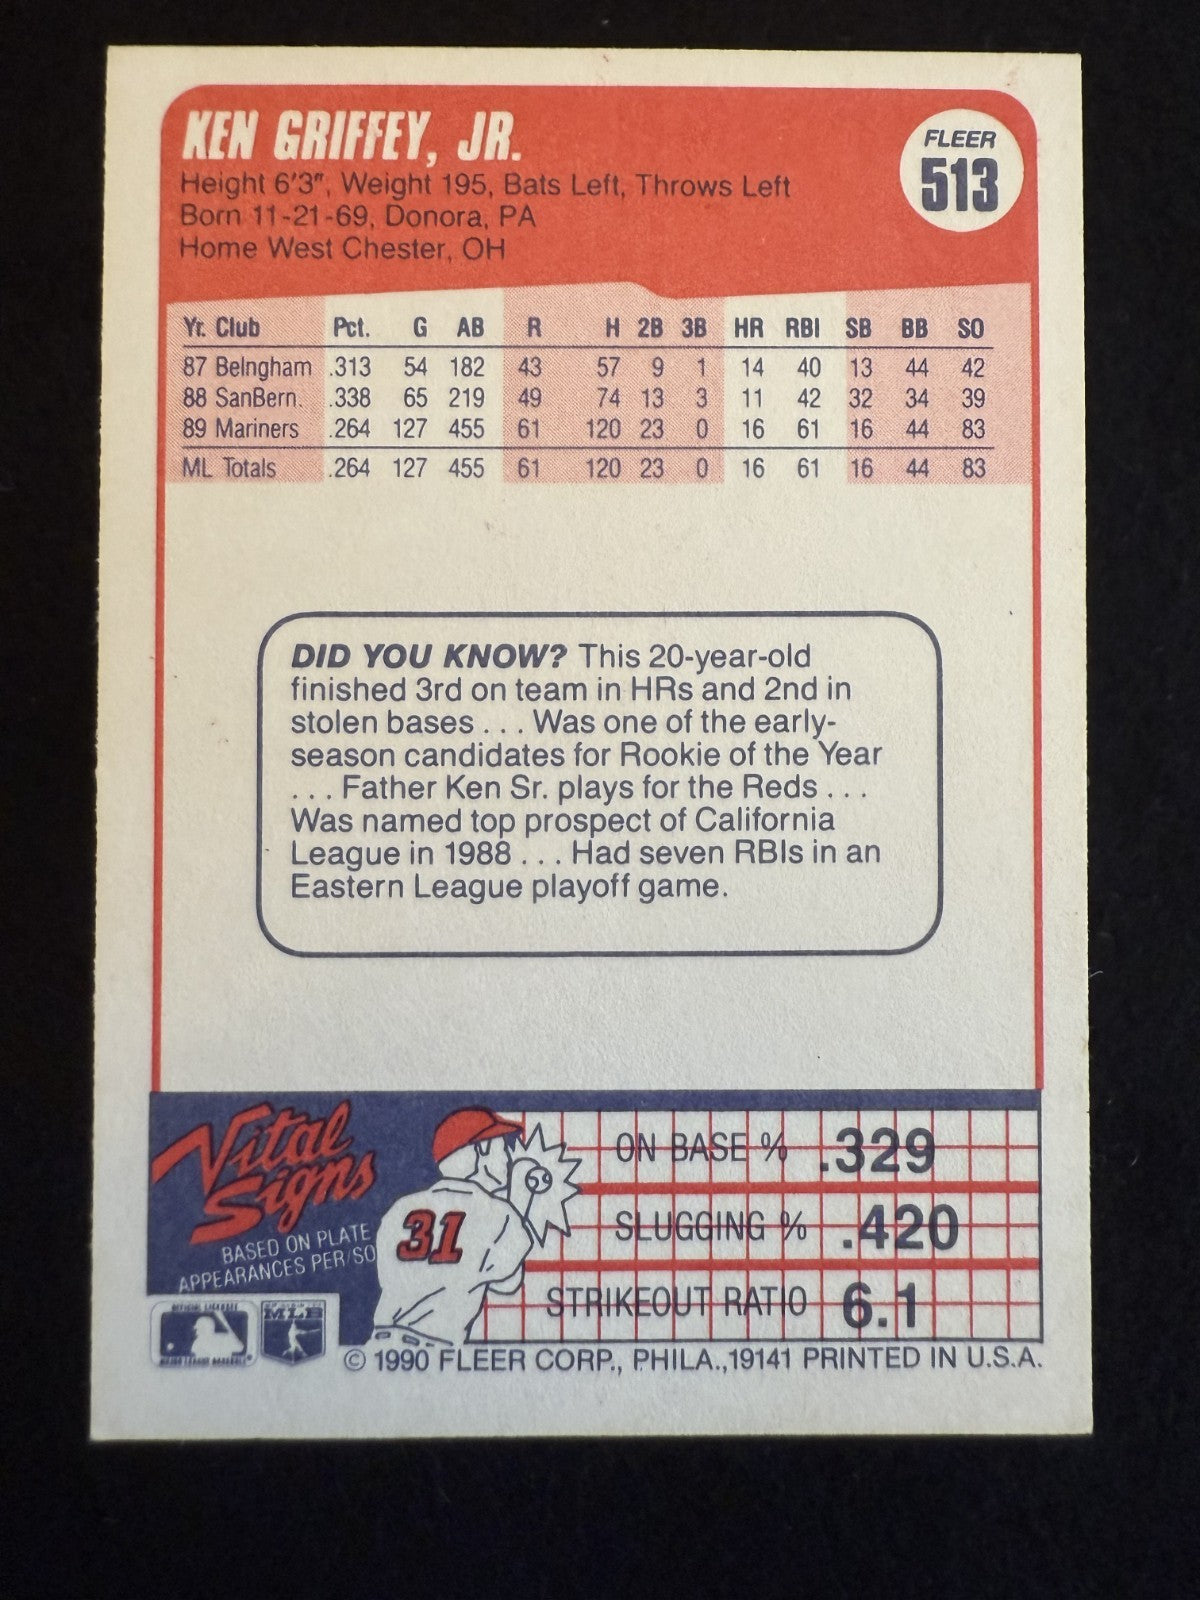 KEN GRIFFEY, JR.
FLEER
513
Height 6'3", Weight 195, Bats Left, Throws Left
Born 11-21-69, Donora, PA
Home West Chester, OH
Yr. Club Pct. G AB R H 2B 3B HR RBI SB BB SO
87 Belngham .313 54 182 43 57 9 1 14 40 13 44 42
88 SanBern. .338 65 219 49 74 13 3 11 42 32 34 39
89 Mariners .264 127 455 61 120 23 0 16 61 16 44 83
ML Totals .264 127 455 61 120 23 0 16 61 16 44 83
DID YOU KNOW? This 20-year-old
finished 3rd on team in HRs and 2nd in
stolen bases . . . Was one of the early-
season candidates for Rookie of the Year
. . . Father Ken Sr. plays for the Reds . . .
Was named top prospect of California
League in 1988 . . . Had seven RBIs in an
Eastern League playoff game.
Vital
Signs
BASED ON PLATE
APPEARANCES PER/SO
31
ON BASE % .329
SLUGGING % .420
STRIKEOUT RATIO 6.1
OFFICIAL LICENSEE
MAJOR LEAGUE BASEBALL
© 1990 FLEER CORP., PHILA.,19141 PRINTED IN U.S.A.